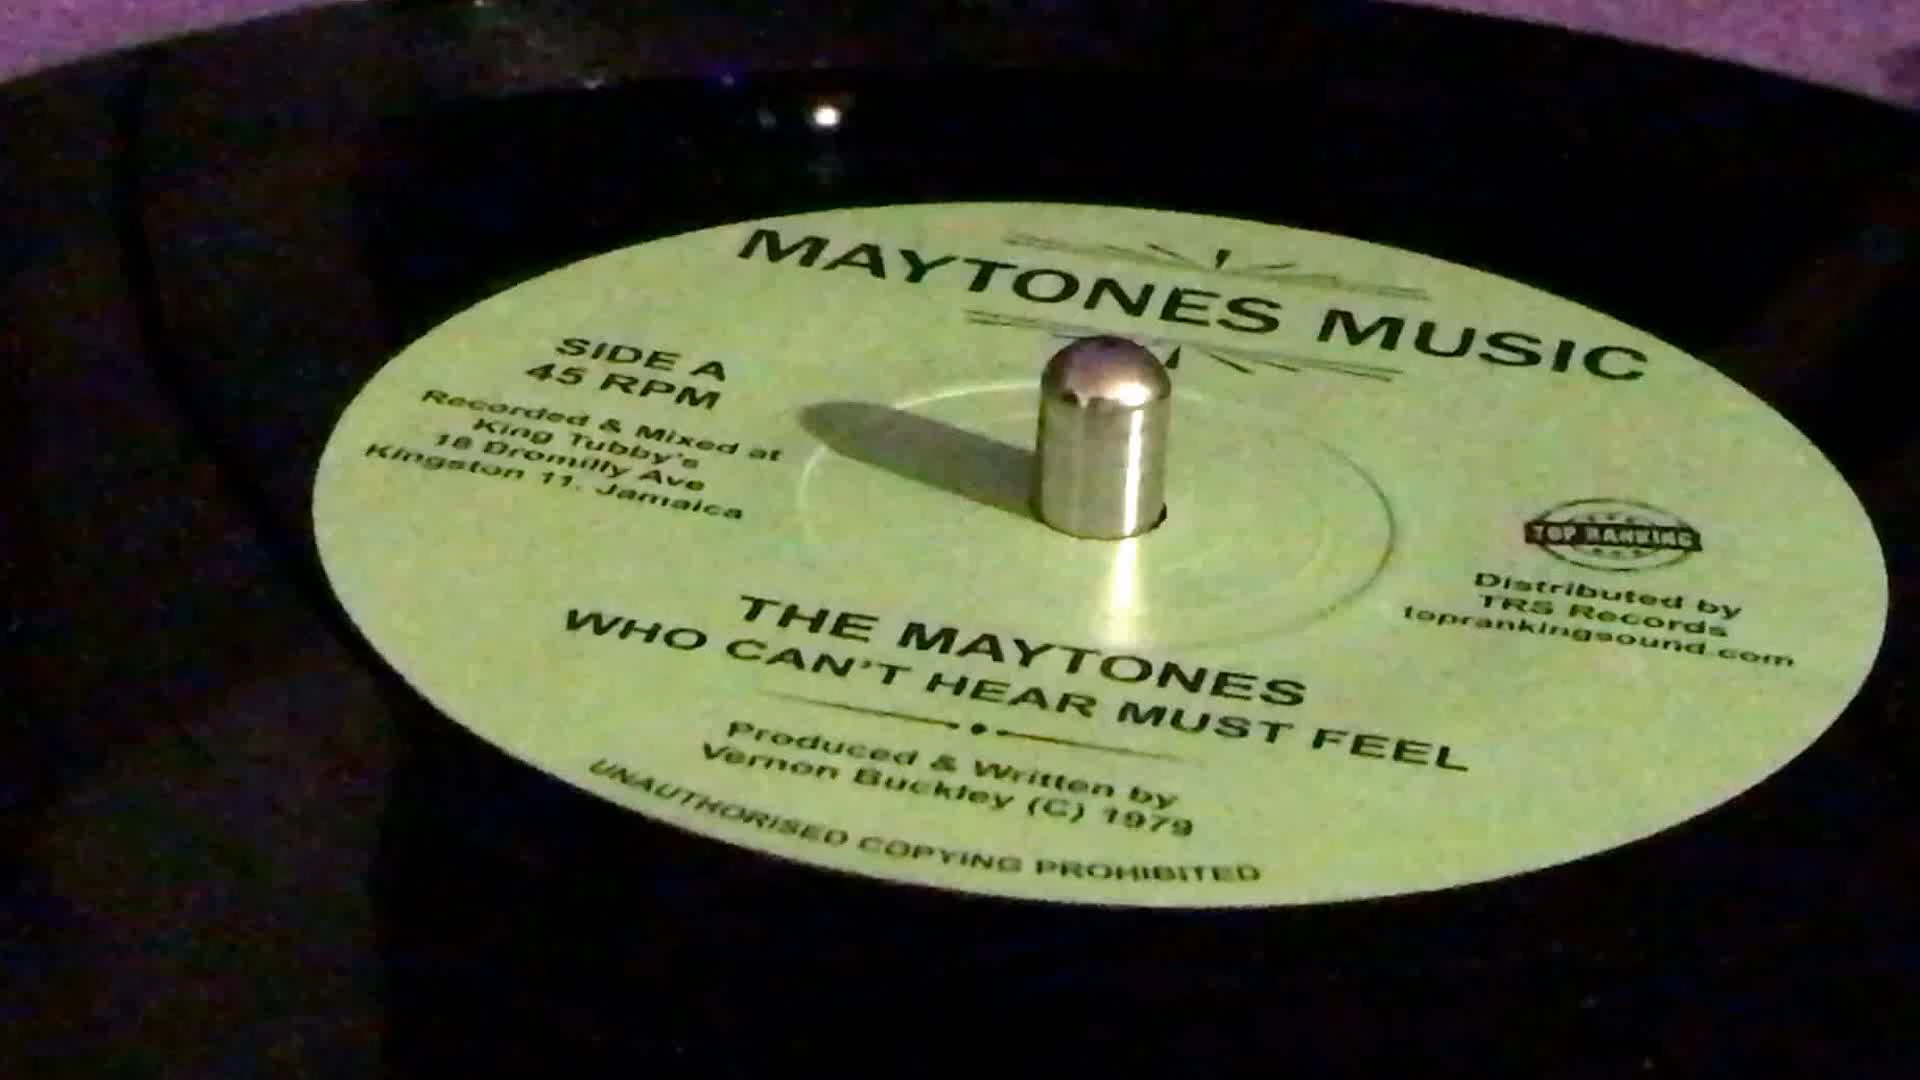 MAYTONES MUSIC
SIDE A
45 RPM
Recorded & Mixed at
King Tubby's
18 Dromilly Ave
Kingston 11. Jamaica
TOP RANKING
Distributed by
TRS Records
toprankingsound.com
THE MAYTONES
WHO CAN'T HEAR MUST FEEL
Produced & Written by
Vernon Buckley (C) 1979
UNAUTHORISED COPYING PROHIBITED